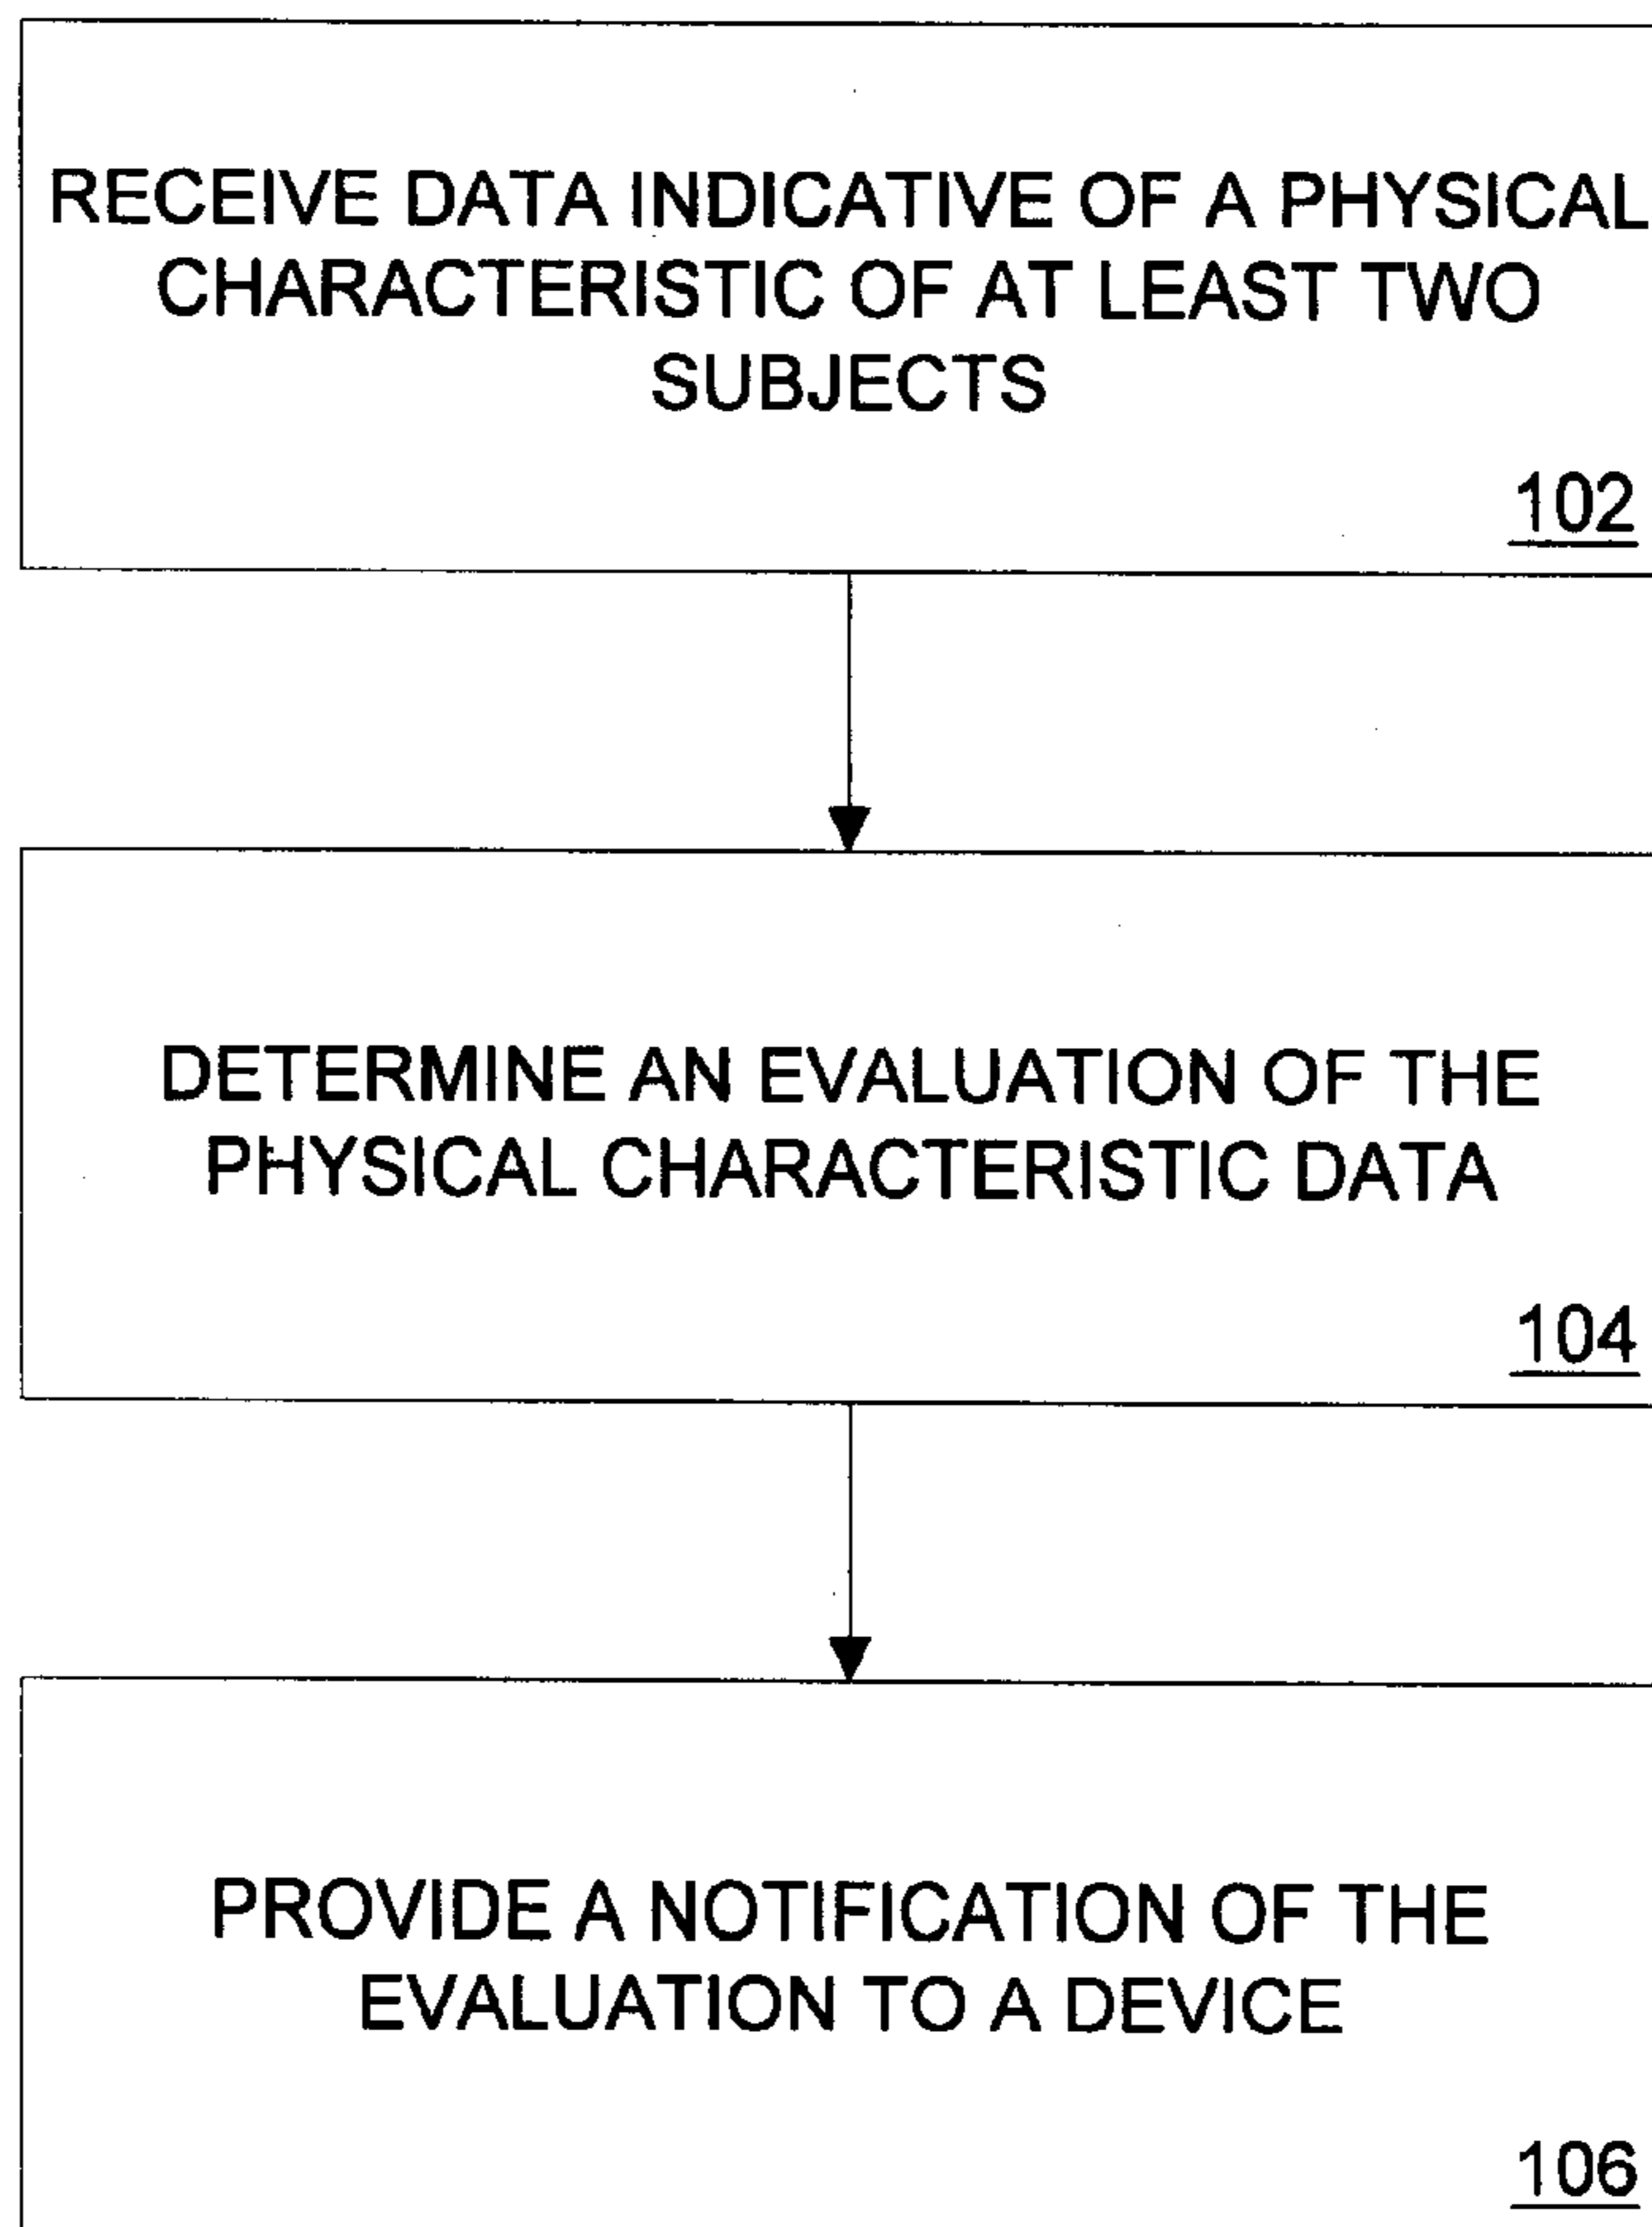 RECEIVE DATA INDICATIVE OF A PHYSICAL
CHARACTERISTIC OF AT LEAST TWO
SUBJECTS
102
DETERMINE AN EVALUATION OF THE
PHYSICAL CHARACTERISTIC DATA
104
PROVIDE A NOTIFICATION OF THE
EVALUATION TO A DEVICE
106